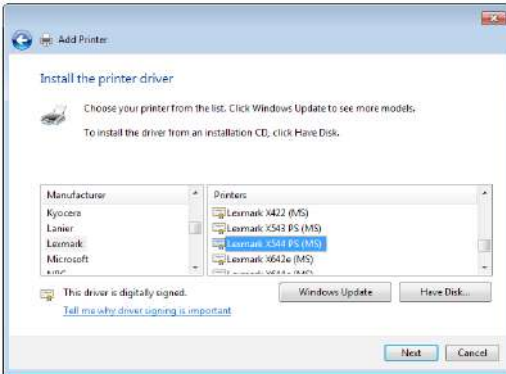 Add Printer
Install the printer driver
Choose your printer from the list. Click Windows Update to see more models.
To install the driver from an installation CD, click Have Disk.
Manufacturer
Kyocera
Lanier
Lexmark
Microsoft
Printers
Lexmark X422 (MS)
Lexmark X543 PS (MS)
Lexmark X544 PS (MS)
Lexmark X642e (MS)
This driver is digitally signed.
Tell me why driver signing is important
Windows Update
Have Disk...
Next
Cancel